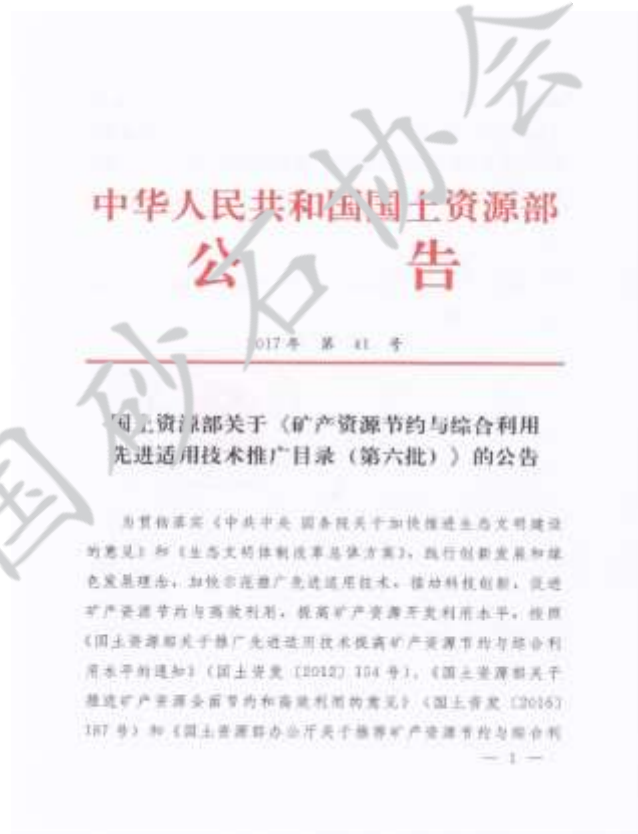 中华人民共和国国土资源部
公 告
2017年 第 41 号
国土资源部关于《矿产资源节约与综合利用
先进适用技术推广目录（第六批）》的公告
为贯彻落实《中共中央 国务院关于加快推进生态文明建设
的意见》和《生态文明体制改革总体方案》，践行创新发展和绿
色发展理念，加快示范推广先进适用技术，推动科技创新，促进
矿产资源节约与高效利用，提高矿产资源开发利用水平，按照
《国土资源部关于推广先进适用技术提高矿产资源节约与综合利
用水平的通知》（国土资发〔2012〕154 号）、《国土资源部关于
推进矿产资源全面节约和高效利用的意见》（国土资发〔2016〕
187 号）和《国土资源部办公厅关于推荐矿产资源节约与综合利
— 1 —
国砂石协会